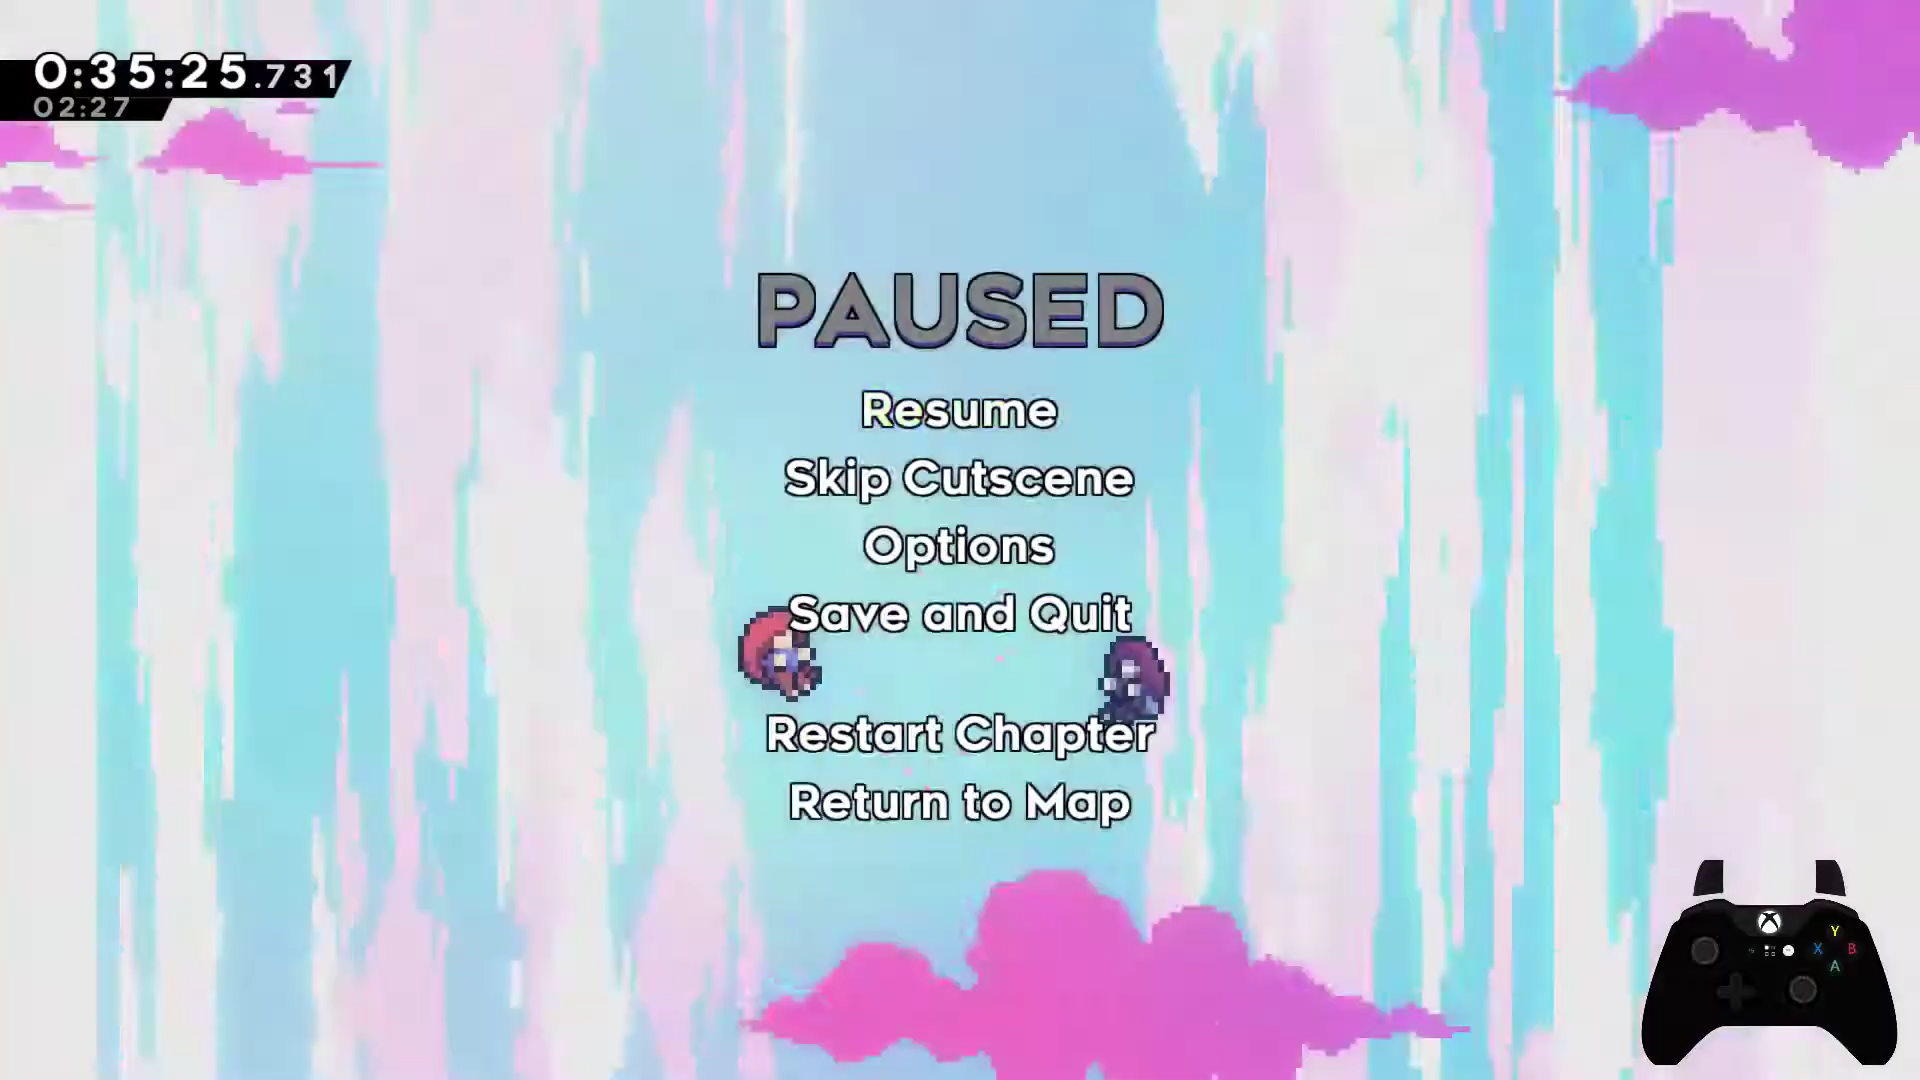 0:35:25.731
02:27
PAUSED
Resume
Skip Cutscene
Options
Save and Quit
Restart Chapter
Return to Map
Y
X B
A